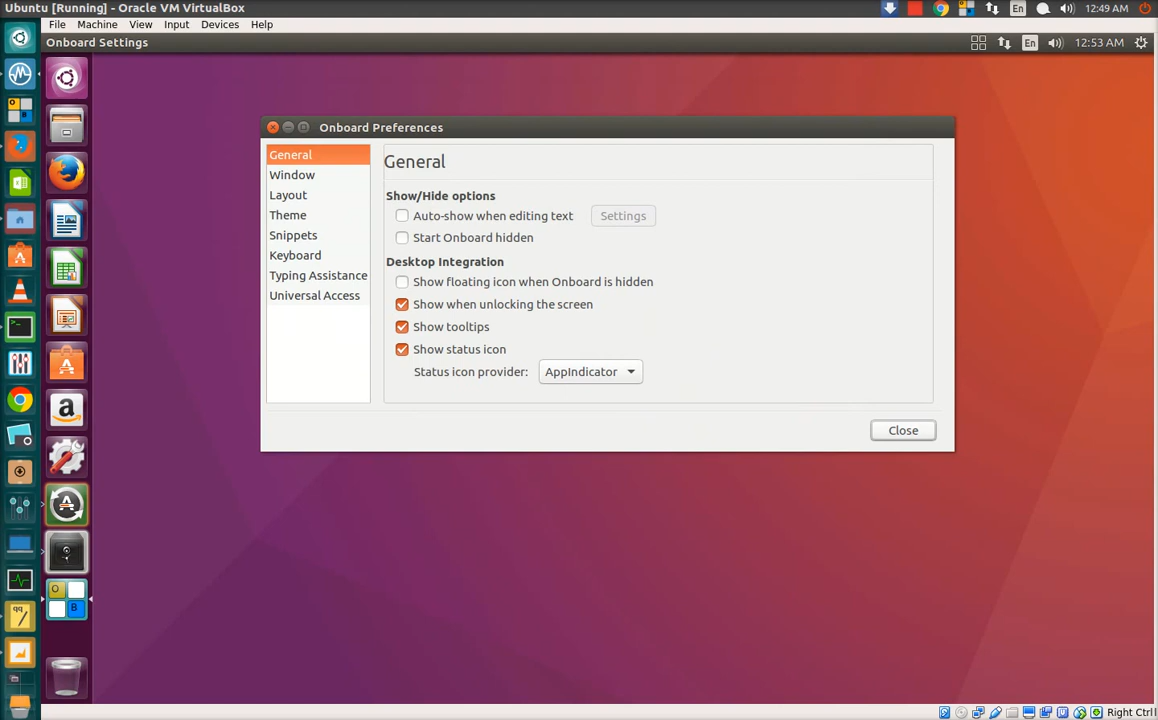 Ubuntu [Running] - Oracle VM VirtualBox
En
12:49 AM
File Machine View Input Devices Help
Onboard Settings
En
12:53 AM
Onboard Preferences
General
Window
Layout
Theme
Snippets
Keyboard
Typing Assistance
Universal Access
General
Show/Hide options
Auto-show when editing text Settings
Start Onboard hidden
Desktop Integration
Show floating icon when Onboard is hidden
Show when unlocking the screen
Show tooltips
Show status icon
Status icon provider: AppIndicator
Close
O
B
qq
Right Ctrl